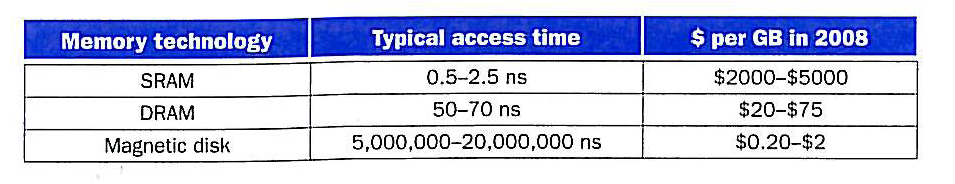 Memory technology Typical access time $ per GB in 2008
SRAM 0.5–2.5 ns $2000–$5000
DRAM 50–70 ns $20–$75
Magnetic disk 5,000,000–20,000,000 ns $0.20–$2